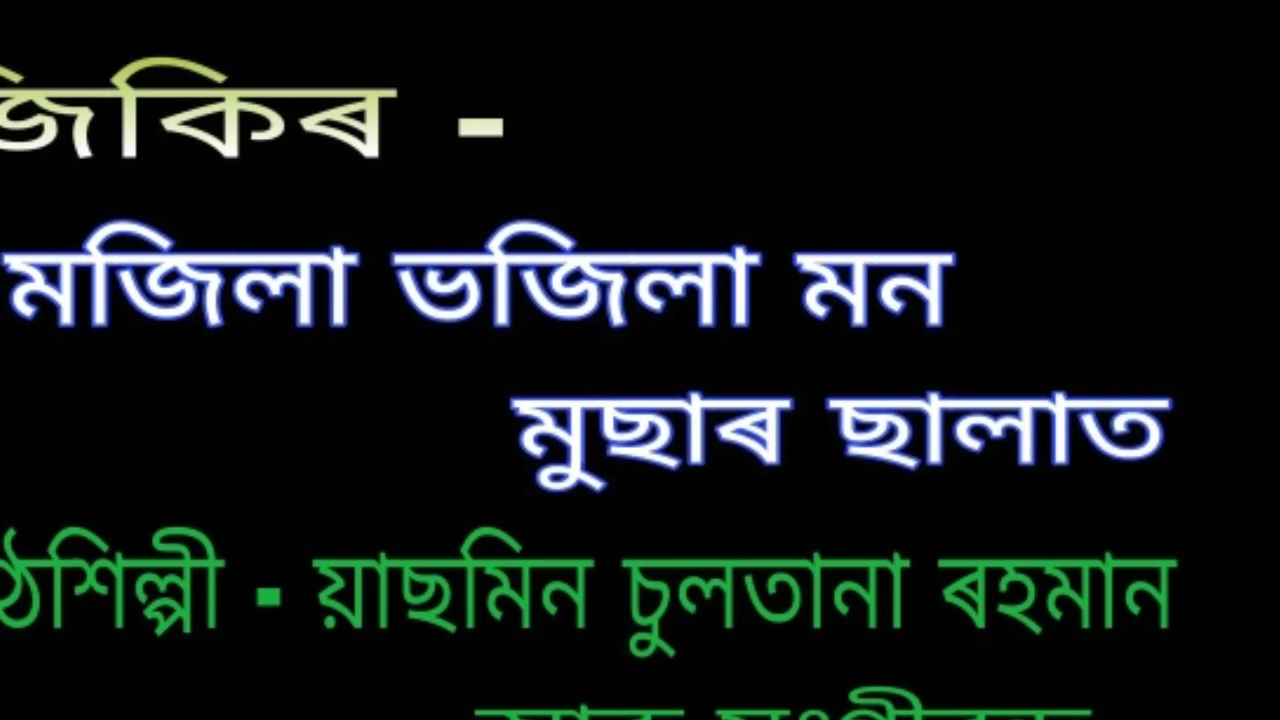 জিকিৰ -
মজিলা ভজিলা মন
মুছাৰ ছালাত
ঠশিল্পী - য়াছমিন চুলতানা ৰহমান